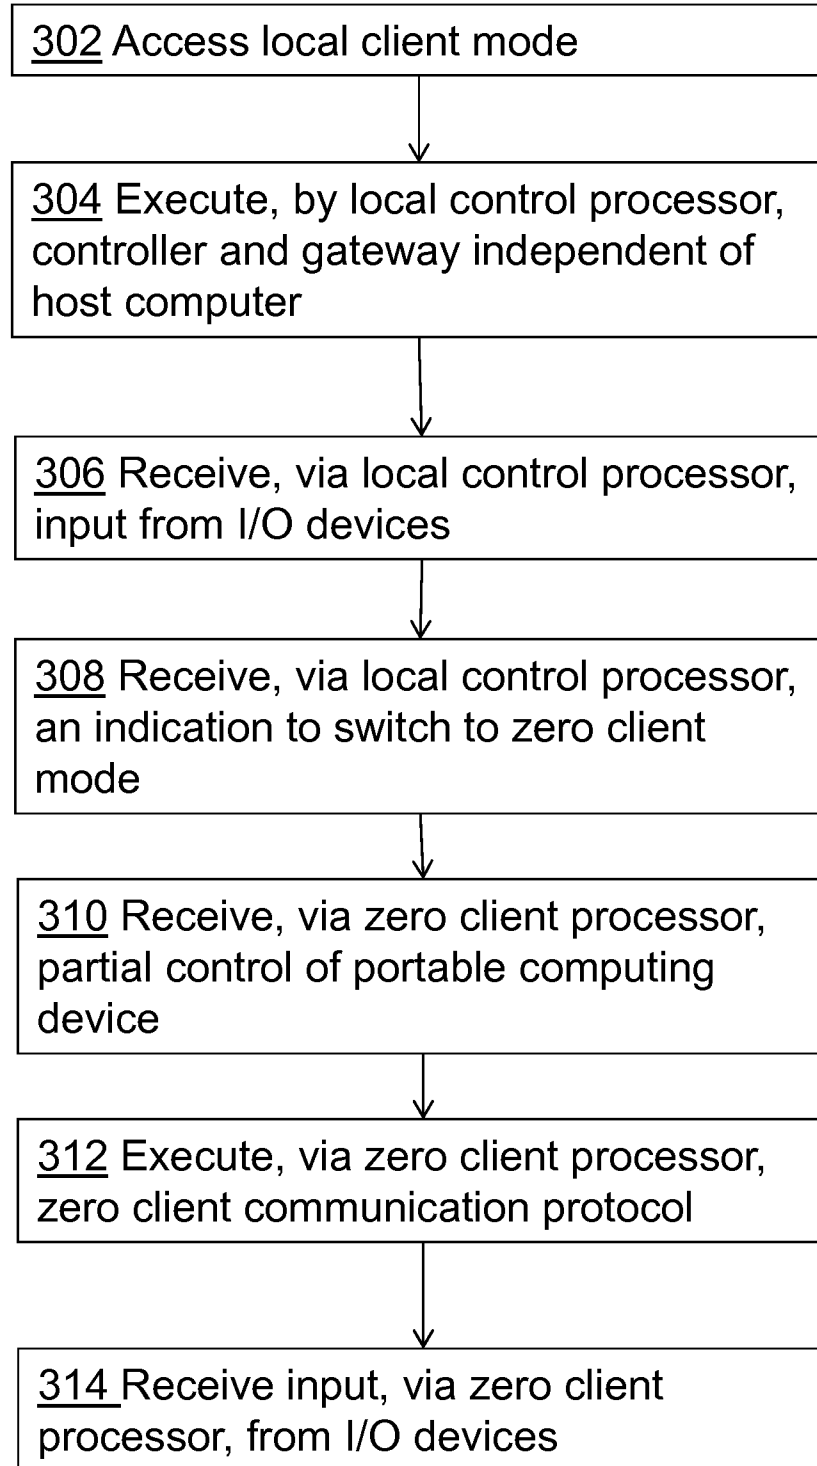 302 Access local client mode
304 Execute, by local control processor,
controller and gateway independent of
host computer
306 Receive, via local control processor,
input from I/O devices
308 Receive, via local control processor,
an indication to switch to zero client
mode
310 Receive, via zero client processor,
partial control of portable computing
device
312 Execute, via zero client processor,
zero client communication protocol
314 Receive input, via zero client
processor, from I/O devices